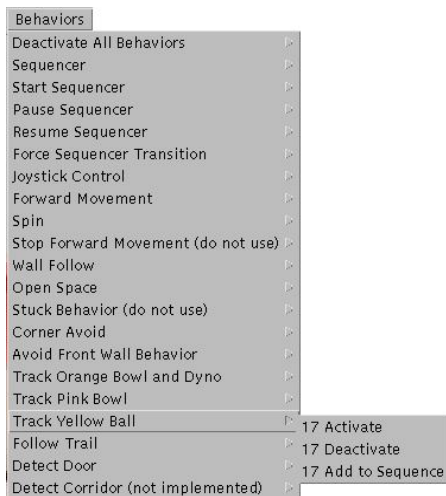 Behaviors
Deactivate All Behaviors
Sequencer
Start Sequencer
Pause Sequencer
Resume Sequencer
Force Sequencer Transition
Joystick Control
Forward Movement
Spin
Stop Forward Movement (do not use)
Wall Follow
Open Space
Stuck Behavior (do not use)
Corner Avoid
Avoid Front Wall Behavior
Track Orange Bowl and Dyno
Track Pink Bowl
Track Yellow Ball
17 Activate
Follow Trail
17 Deactivate
Detect Door
17 Add to Sequence
Detect Corridor (not implemented)